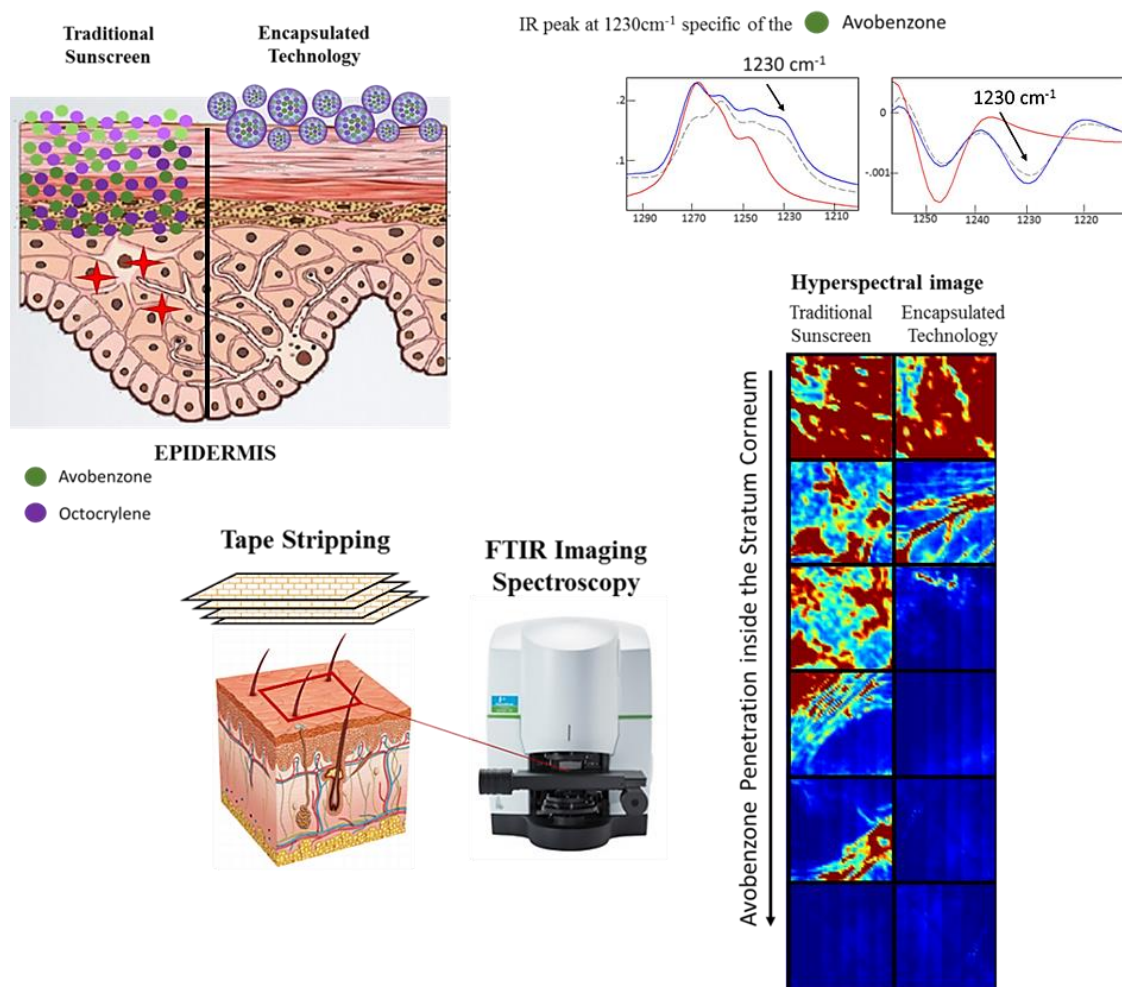 Traditional
Sunscreen
Encapsulated
Technology
IR peak at 1230cm⁻¹ specific of the Avobenzone
1230 cm⁻¹
.2
.1
1290 1270 1250 1230 1210
1230 cm⁻¹
0
-.001
1250 1240 1230 1220
EPIDERMIS
Avobenzone
Octocrylene
Tape Stripping
FTIR Imaging
Spectroscopy
Hyperspectral image
Traditional
Sunscreen
Encapsulated
Technology
Avobenzone Penetration inside the Stratum Corneum